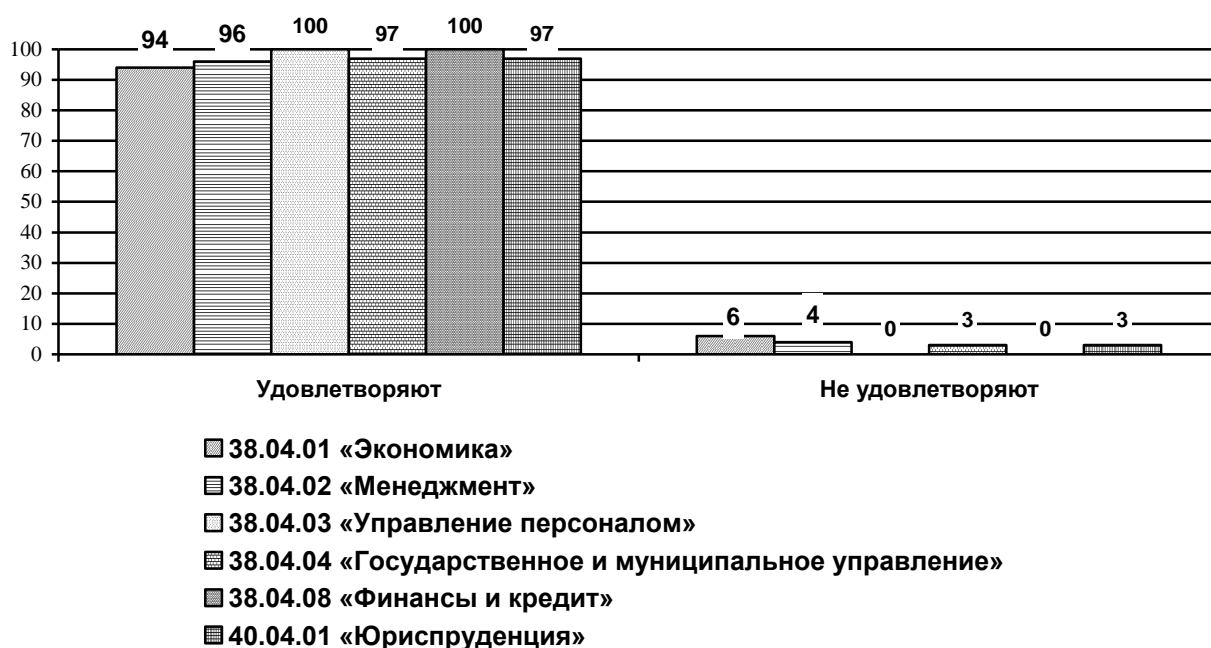 94 96 100 97 100 97
100
90
80
70
60
50
40
30
20
10
0
6 4 0 3 0 3
Удовлетворяют Не удовлетворяют
38.04.01 «Экономика»
38.04.02 «Менеджмент»
38.04.03 «Управление персоналом»
38.04.04 «Государственное и муниципальное управление»
38.04.08 «Финансы и кредит»
40.04.01 «Юриспруденция»